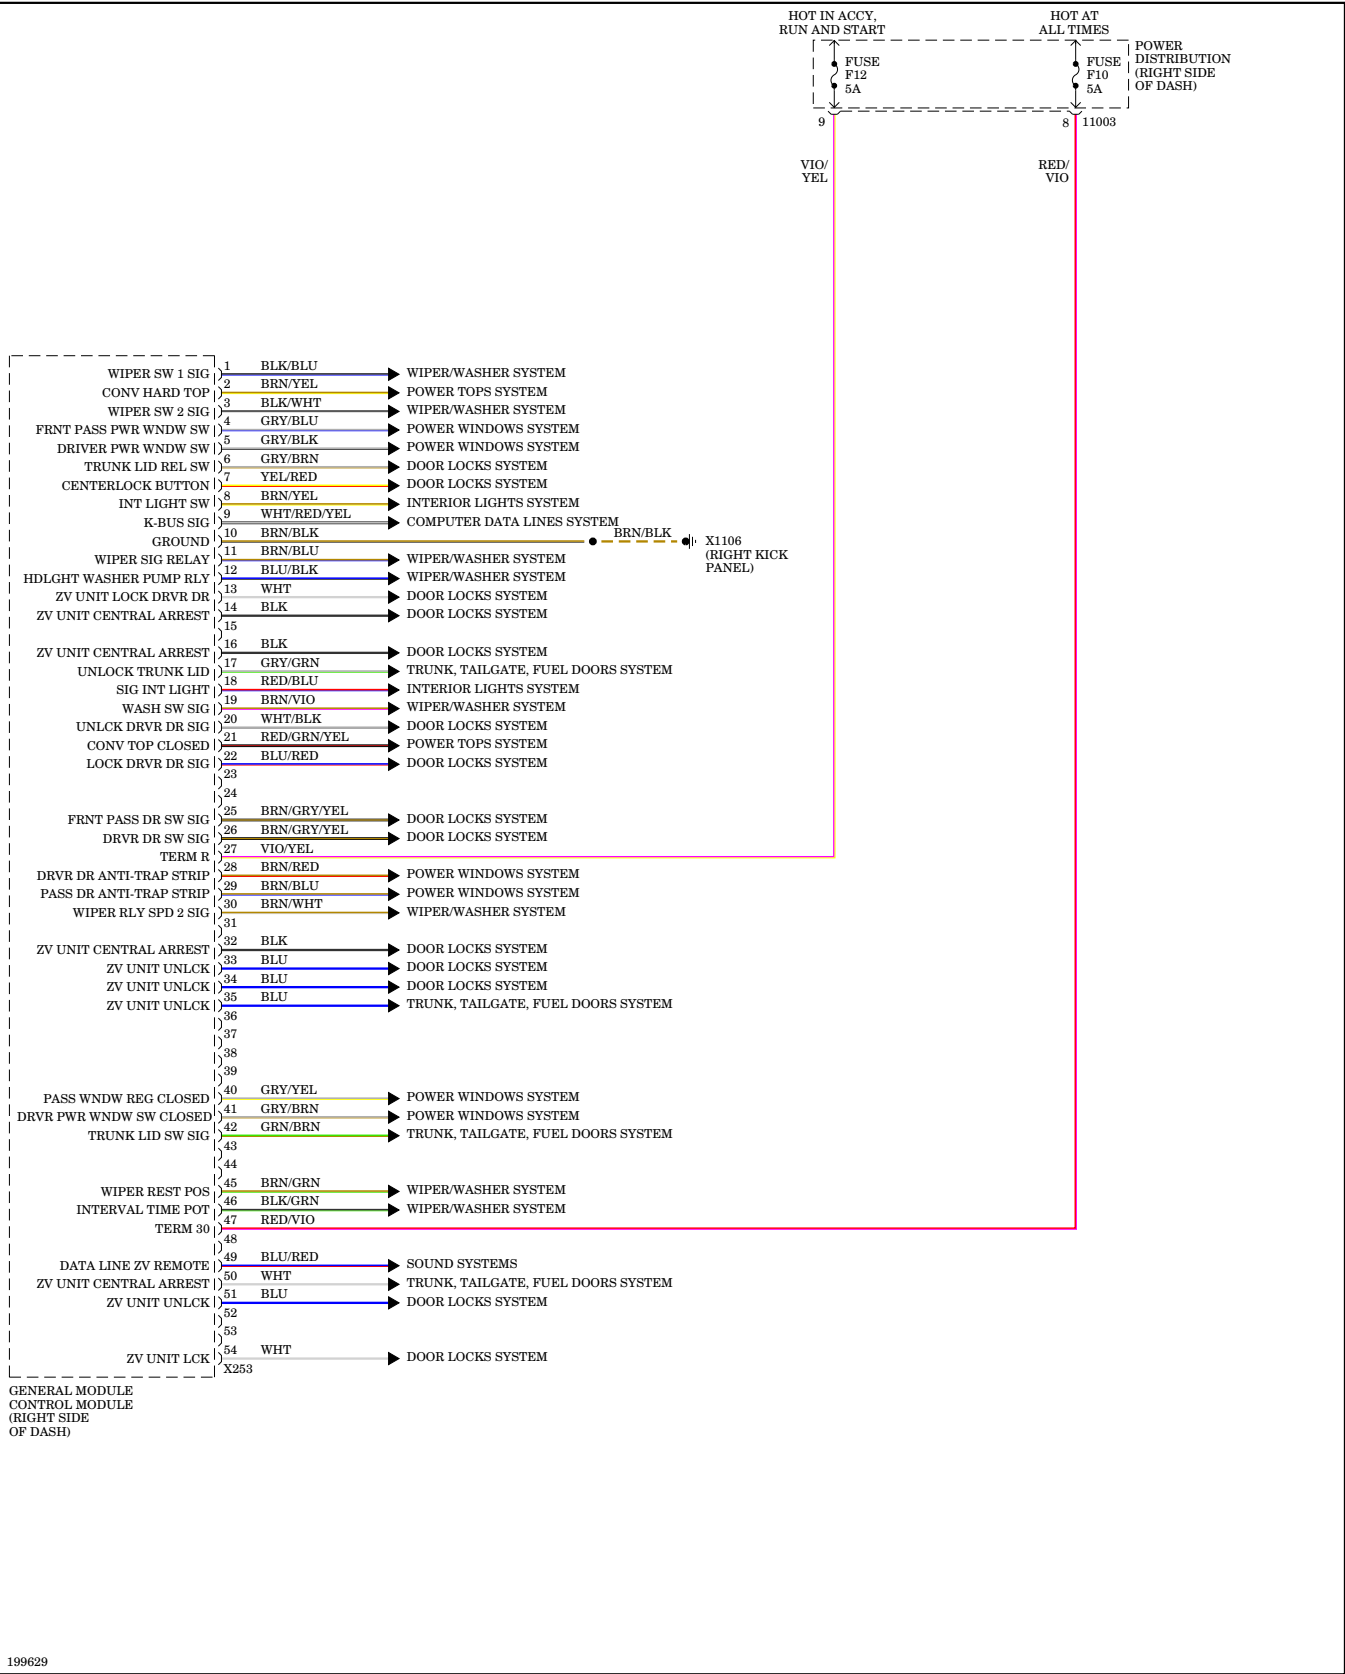 HOT IN ACCY,
RUN AND START
HOT AT
ALL TIMES
FUSE
F12
5A
FUSE
F10
5A
POWER
DISTRIBUTION
(RIGHT SIDE
OF DASH)
9
8 11003
VIO/
YEL
RED/
VIO
WIPER SW 1 SIG 1 BLK/BLU WIPER/WASHER SYSTEM
CONV HARD TOP 2 BRN/YEL POWER TOPS SYSTEM
WIPER SW 2 SIG 3 BLK/WHT WIPER/WASHER SYSTEM
FRNT PASS PWR WNDW SW 4 GRY/BLU POWER WINDOWS SYSTEM
DRIVER PWR WNDW SW 5 GRY/BLK POWER WINDOWS SYSTEM
TRUNK LID REL SW 6 GRY/BRN DOOR LOCKS SYSTEM
CENTERLOCK BUTTON 7 YEL/RED DOOR LOCKS SYSTEM
INT LIGHT SW 8 BRN/YEL INTERIOR LIGHTS SYSTEM
K-BUS SIG 9 WHT/RED/YEL COMPUTER DATA LINES SYSTEM
GROUND 10 BRN/BLK BRN/BLK X1106
(RIGHT KICK
PANEL)
WIPER SIG RELAY 11 BRN/BLU WIPER/WASHER SYSTEM
HDLGHT WASHER PUMP RLY 12 BLU/BLK WIPER/WASHER SYSTEM
ZV UNIT LOCK DRVR DR 13 WHT DOOR LOCKS SYSTEM
ZV UNIT CENTRAL ARREST 14 BLK DOOR LOCKS SYSTEM
15
ZV UNIT CENTRAL ARREST 16 BLK DOOR LOCKS SYSTEM
UNLOCK TRUNK LID 17 GRY/GRN TRUNK, TAILGATE, FUEL DOORS SYSTEM
SIG INT LIGHT 18 RED/BLU INTERIOR LIGHTS SYSTEM
WASH SW SIG 19 BRN/VIO WIPER/WASHER SYSTEM
UNLCK DRVR DR SIG 20 WHT/BLK DOOR LOCKS SYSTEM
CONV TOP CLOSED 21 RED/GRN/YEL POWER TOPS SYSTEM
LOCK DRVR DR SIG 22 BLU/RED DOOR LOCKS SYSTEM
23
24
FRNT PASS DR SW SIG 25 BRN/GRY/YEL DOOR LOCKS SYSTEM
DRVR DR SW SIG 26 BRN/GRY/YEL DOOR LOCKS SYSTEM
TERM R 27 VIO/YEL
DRVR DR ANTI-TRAP STRIP 28 BRN/RED POWER WINDOWS SYSTEM
PASS DR ANTI-TRAP STRIP 29 BRN/BLU POWER WINDOWS SYSTEM
WIPER RLY SPD 2 SIG 30 BRN/WHT WIPER/WASHER SYSTEM
31
ZV UNIT CENTRAL ARREST 32 BLK DOOR LOCKS SYSTEM
ZV UNIT UNLCK 33 BLU DOOR LOCKS SYSTEM
ZV UNIT UNLCK 34 BLU DOOR LOCKS SYSTEM
ZV UNIT UNLCK 35 BLU TRUNK, TAILGATE, FUEL DOORS SYSTEM
36
37
38
39
PASS WNDW REG CLOSED 40 GRY/YEL POWER WINDOWS SYSTEM
DRVR PWR WNDW SW CLOSED 41 GRY/BRN POWER WINDOWS SYSTEM
TRUNK LID SW SIG 42 GRN/BRN TRUNK, TAILGATE, FUEL DOORS SYSTEM
43
44
WIPER REST POS 45 BRN/GRN WIPER/WASHER SYSTEM
INTERVAL TIME POT 46 BLK/GRN WIPER/WASHER SYSTEM
TERM 30 47 RED/VIO
48
DATA LINE ZV REMOTE 49 BLU/RED SOUND SYSTEMS
ZV UNIT CENTRAL ARREST 50 WHT TRUNK, TAILGATE, FUEL DOORS SYSTEM
ZV UNIT UNLCK 51 BLU DOOR LOCKS SYSTEM
52
53
ZV UNIT LCK 54 WHT DOOR LOCKS SYSTEM
X253
GENERAL MODULE
CONTROL MODULE
(RIGHT SIDE
OF DASH)
199629